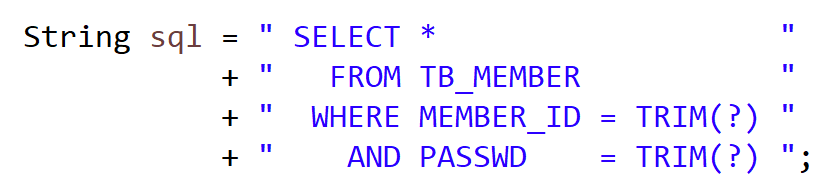 String sql = " SELECT *                   "
           + "   FROM TB_MEMBER           "
           + "  WHERE MEMBER_ID = TRIM(?) "
           + "    AND PASSWD    = TRIM(?) ";